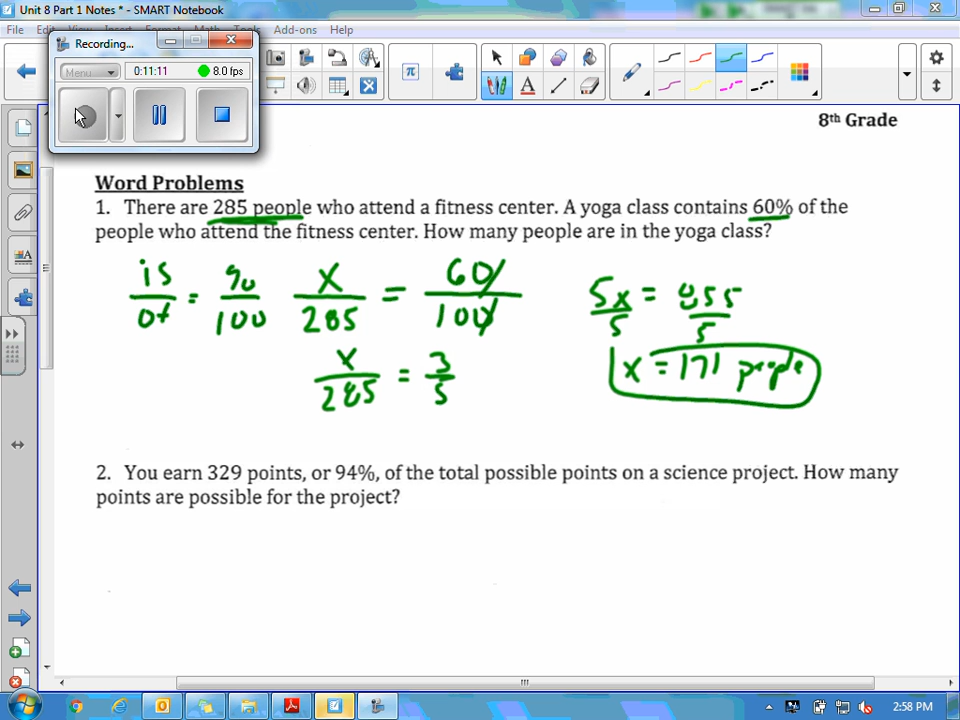 Unit 8 Part 1 Notes * - SMART Notebook
File
Add-ons Help
Recording...
Menu 0:11:11 8.0 fps
8th Grade
Word Problems
1. There are 285 people who attend a fitness center. A yoga class contains 60% of the
people who attend the fitness center. How many people are in the yoga class?
is/of = %/100 x/285 = 60/100 5x/5 = 855/5
x/285 = 3/5 x = 171 people
2. You earn 329 points, or 94%, of the total possible points on a science project. How many
points are possible for the project?
2:58 PM